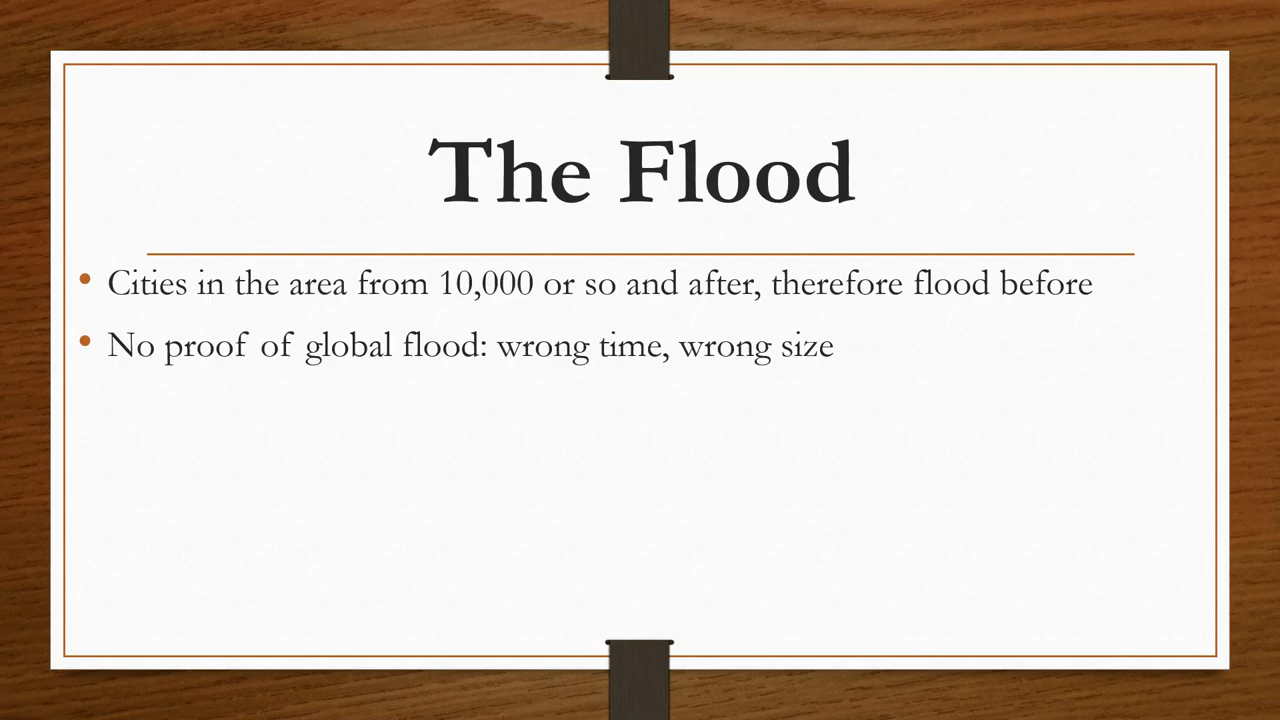 The Flood
• Cities in the area from 10,000 or so and after, therefore flood before
• No proof of global flood: wrong time, wrong size